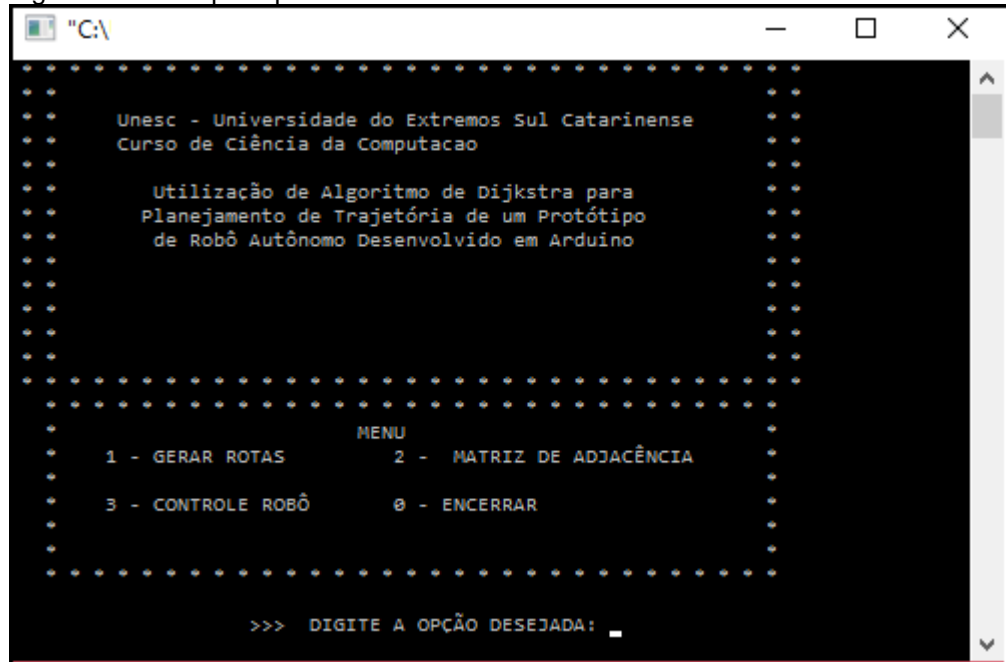 "C:\
Unesc - Universidade do Extremos Sul Catarinense
Curso de Ciência da Computacao
Utilização de Algoritmo de Dijkstra para
Planejamento de Trajetória de um Protótipo
de Robô Autônomo Desenvolvido em Arduino
MENU
1 - GERAR ROTAS 2 - MATRIZ DE ADJACÊNCIA
3 - CONTROLE ROBÔ 0 - ENCERRAR
>>> DIGITE A OPÇÃO DESEJADA: